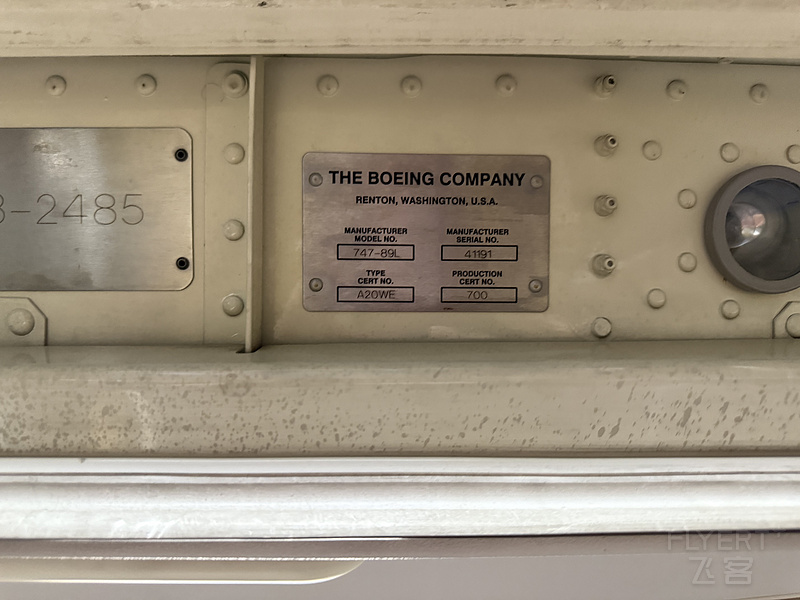 B-2485
THE BOEING COMPANY
RENTON, WASHINGTON, U.S.A.
MANUFACTURER
MODEL NO.
747-89L
MANUFACTURER
SERIAL NO.
41191
TYPE
CERT NO.
A20WE
PRODUCTION
CERT NO.
700
FLYERT
飞客